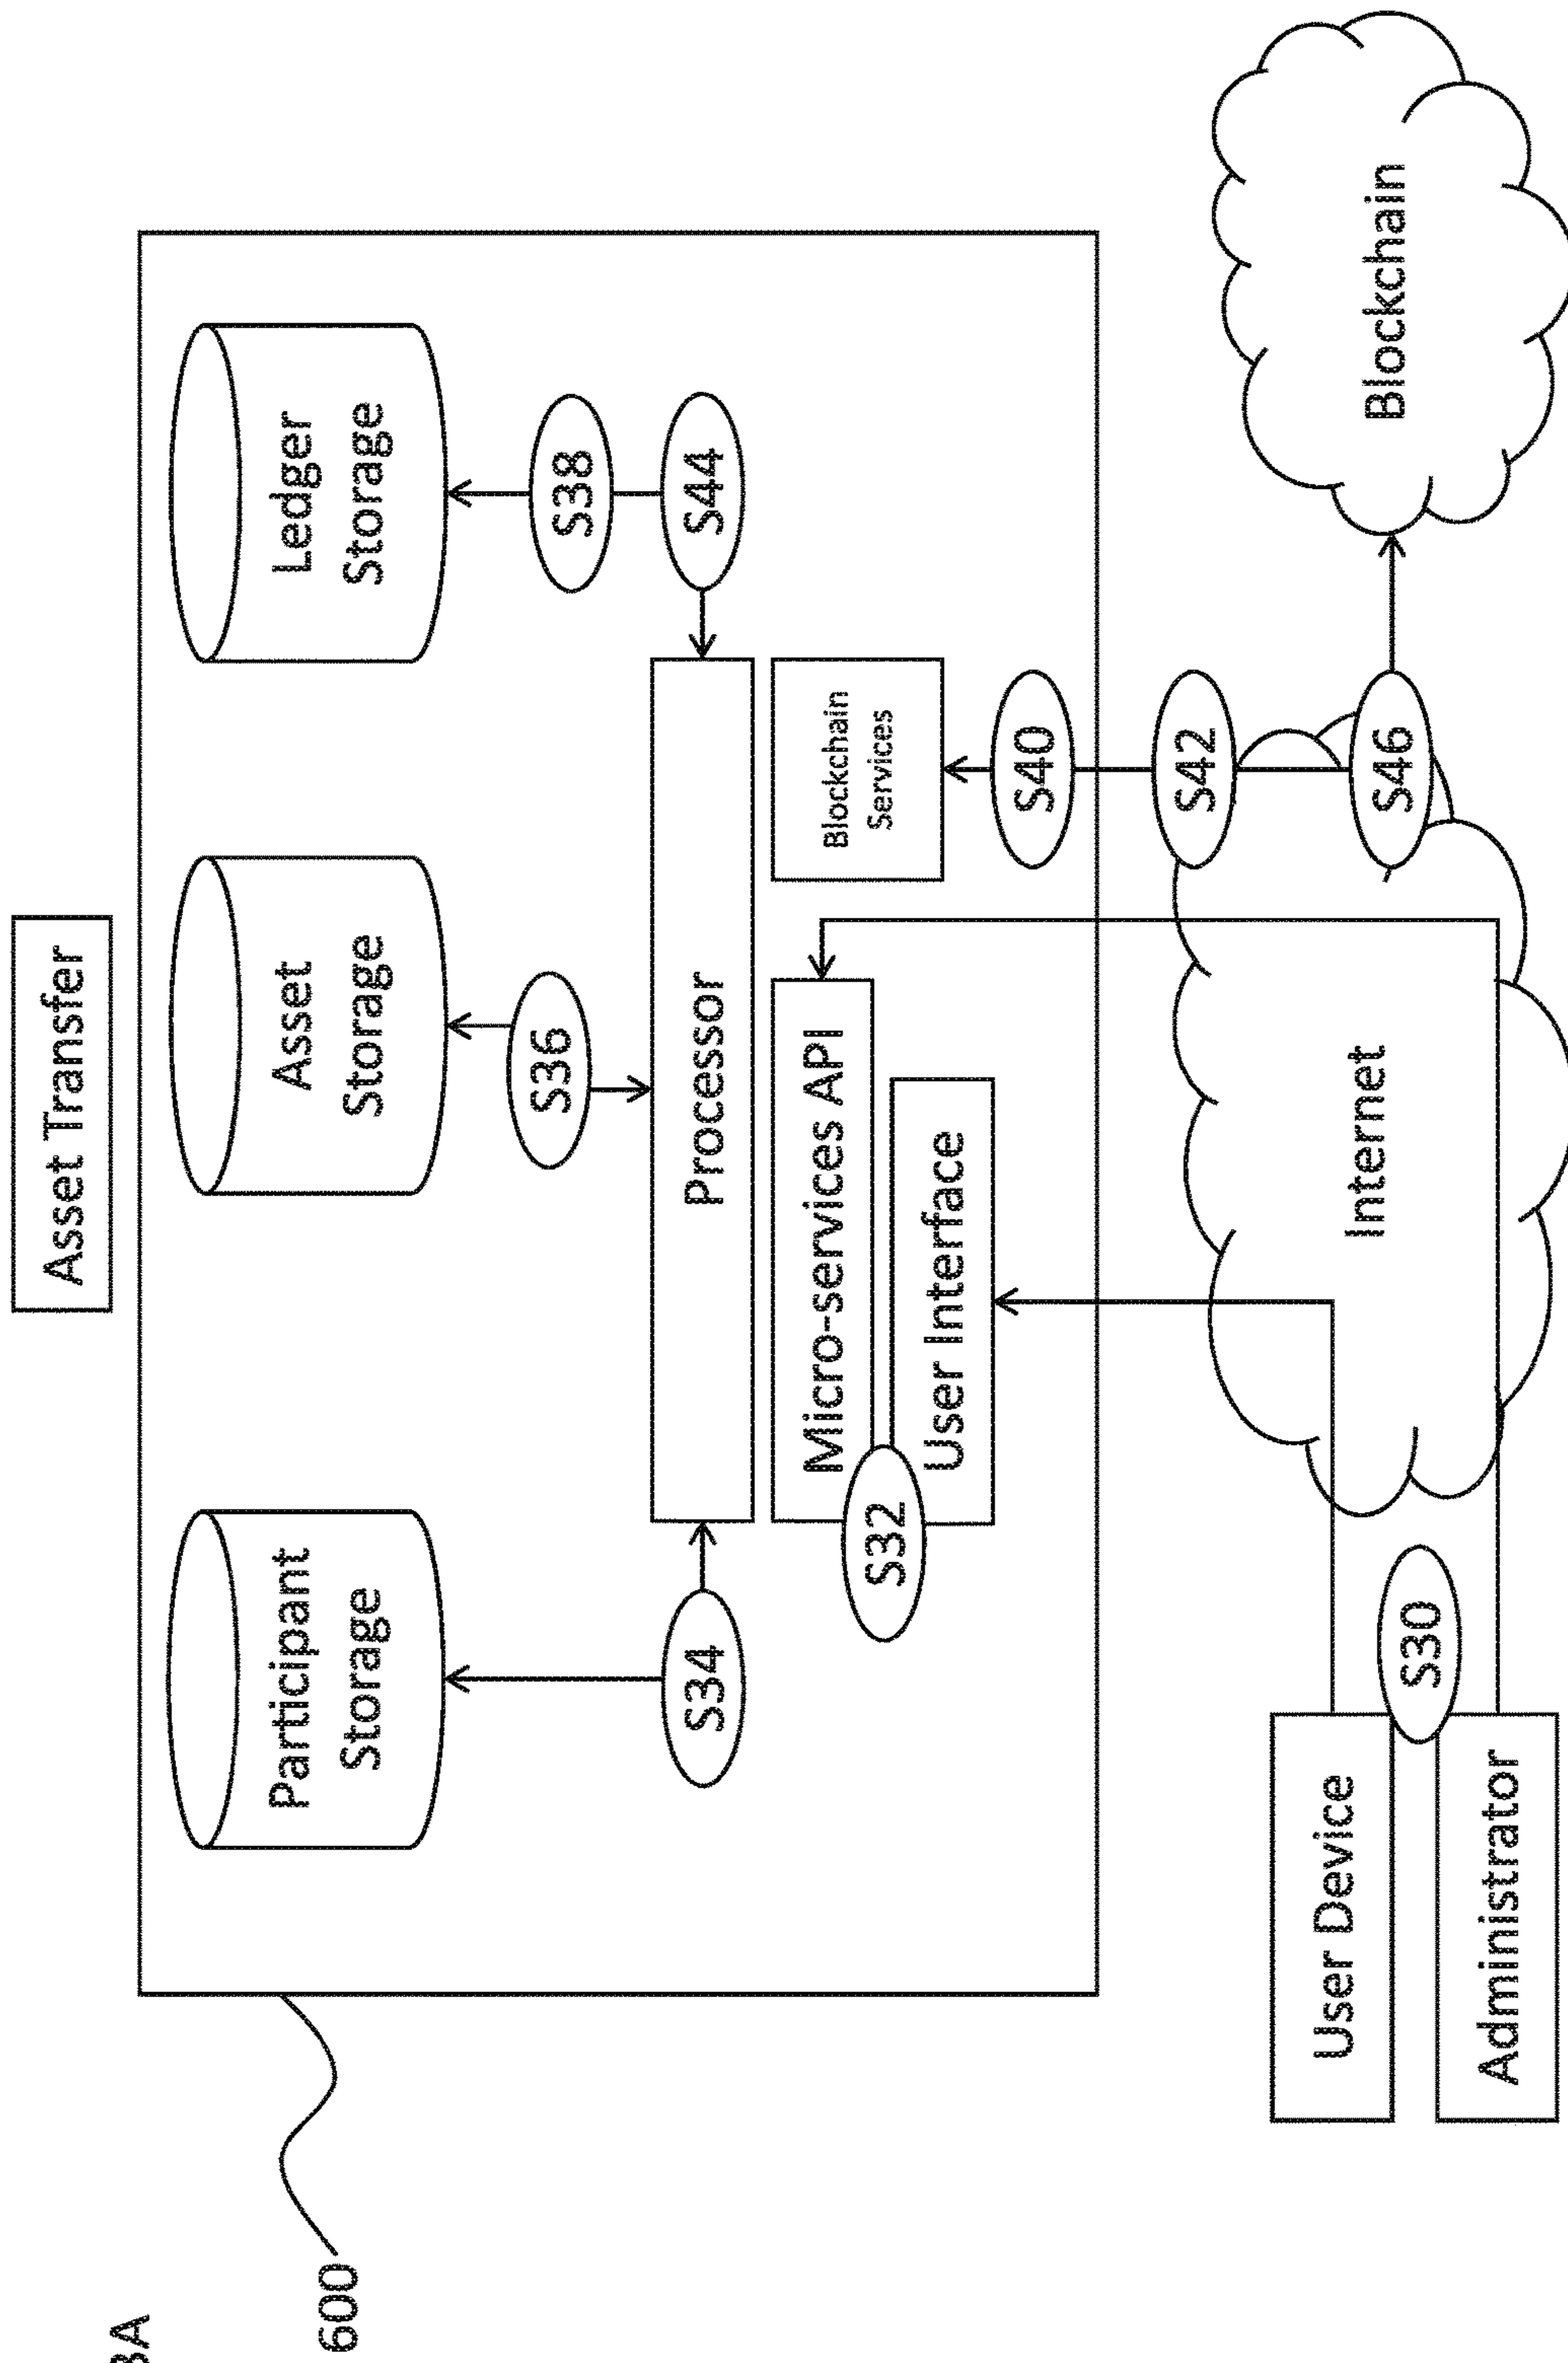 3A
Asset Transfer
600
Participant
Storage
Asset
Storage
Ledger
Storage
S36
S38
S34
Processor
S44
Micro-services API
Blockchain
Services
S32
User Interface
S40
S42
User Device
S30
Internet
S46
Blockchain
Administrator